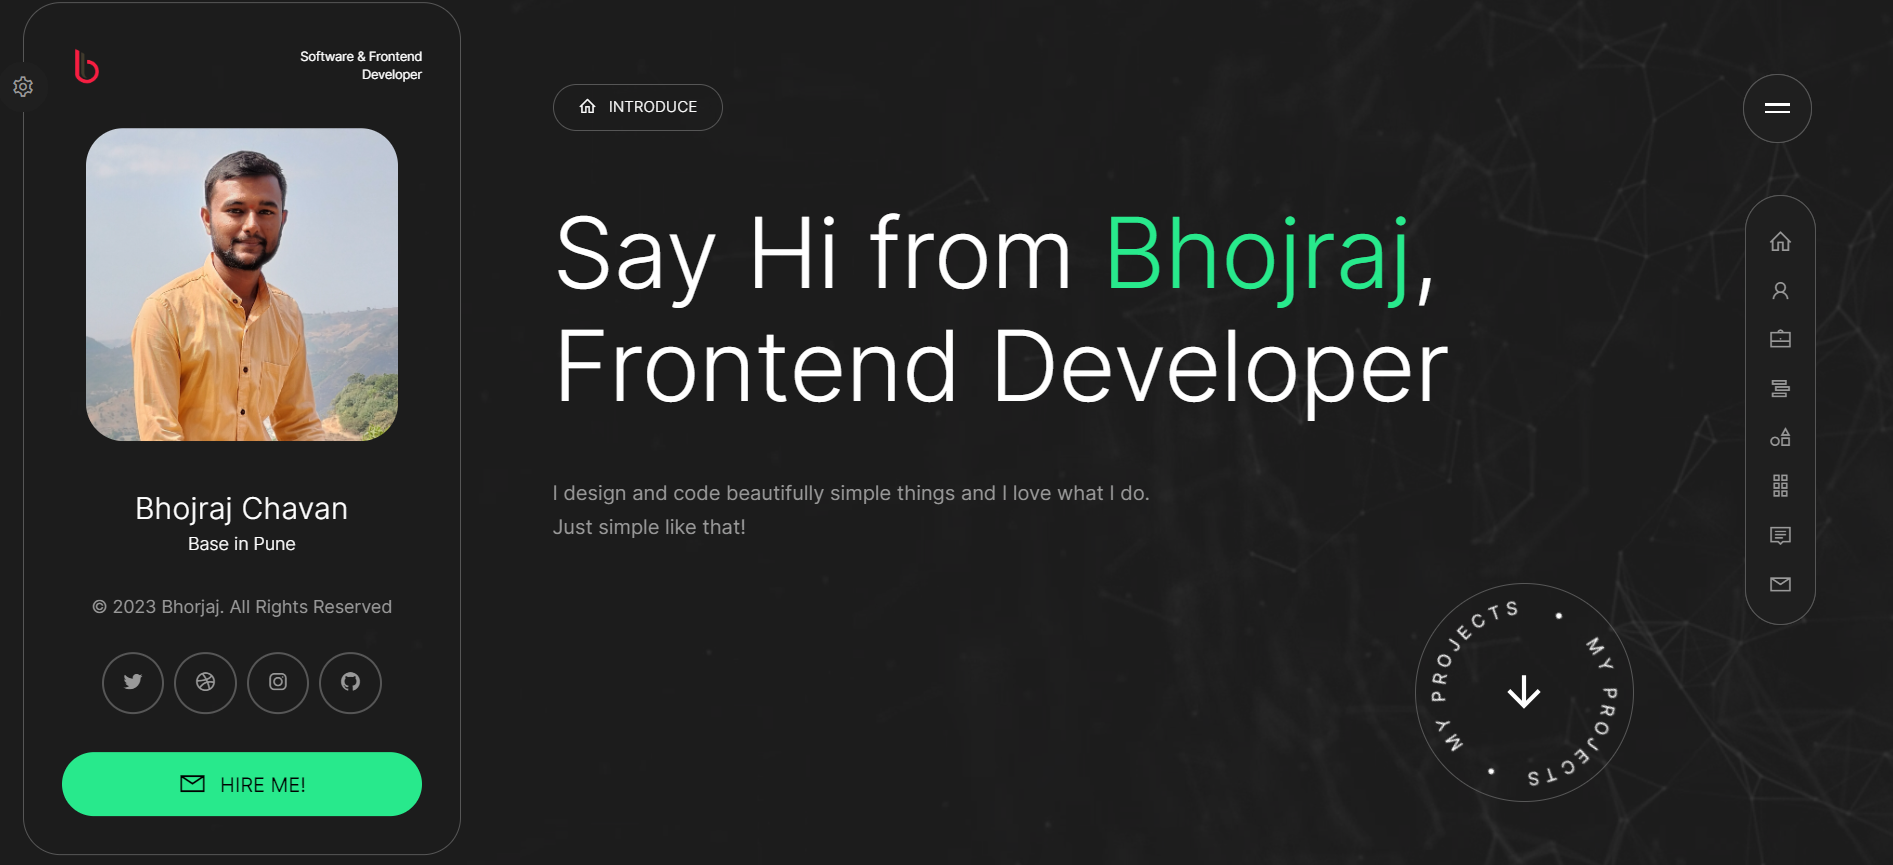 Software & Frontend
Developer
Bhojraj Chavan
Base in Pune
© 2023 Bhorjaj. All Rights Reserved
HIRE ME!
INTRODUCE
Say Hi from Bhojraj,
Frontend Developer
I design and code beautifully simple things and I love what I do.
Just simple like that!
MY PROJECTS • MY PROJECTS •